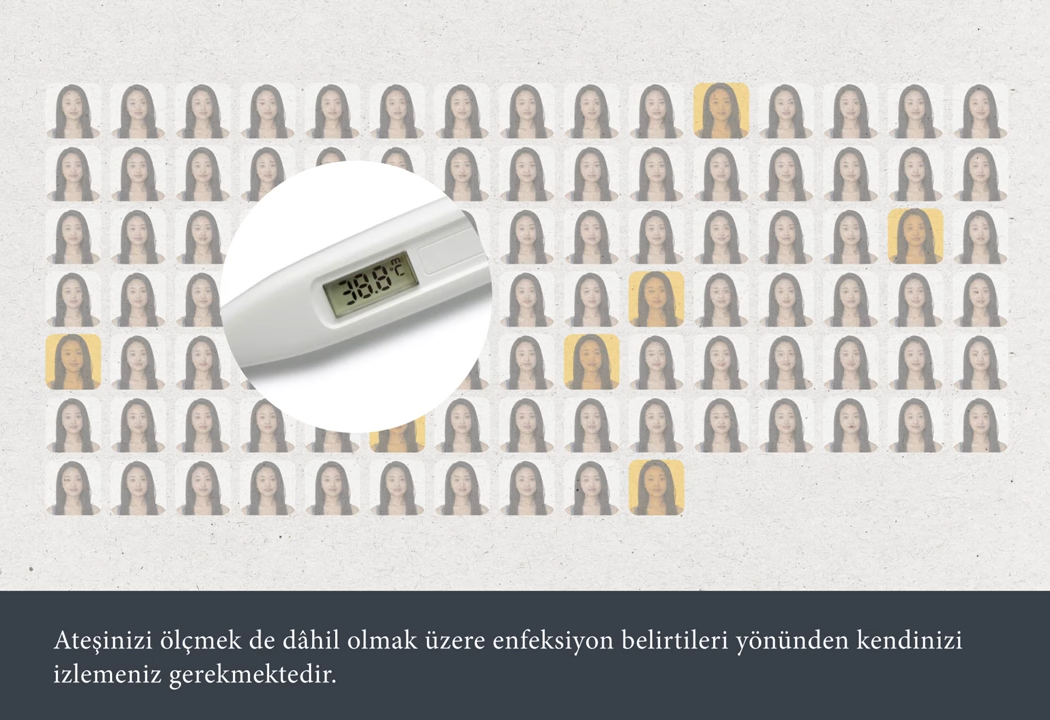 38.8 m °C
Ateşinizi ölçmek de dâhil olmak üzere enfeksiyon belirtileri yönünden kendinizi
izlemeniz gerekmektedir.